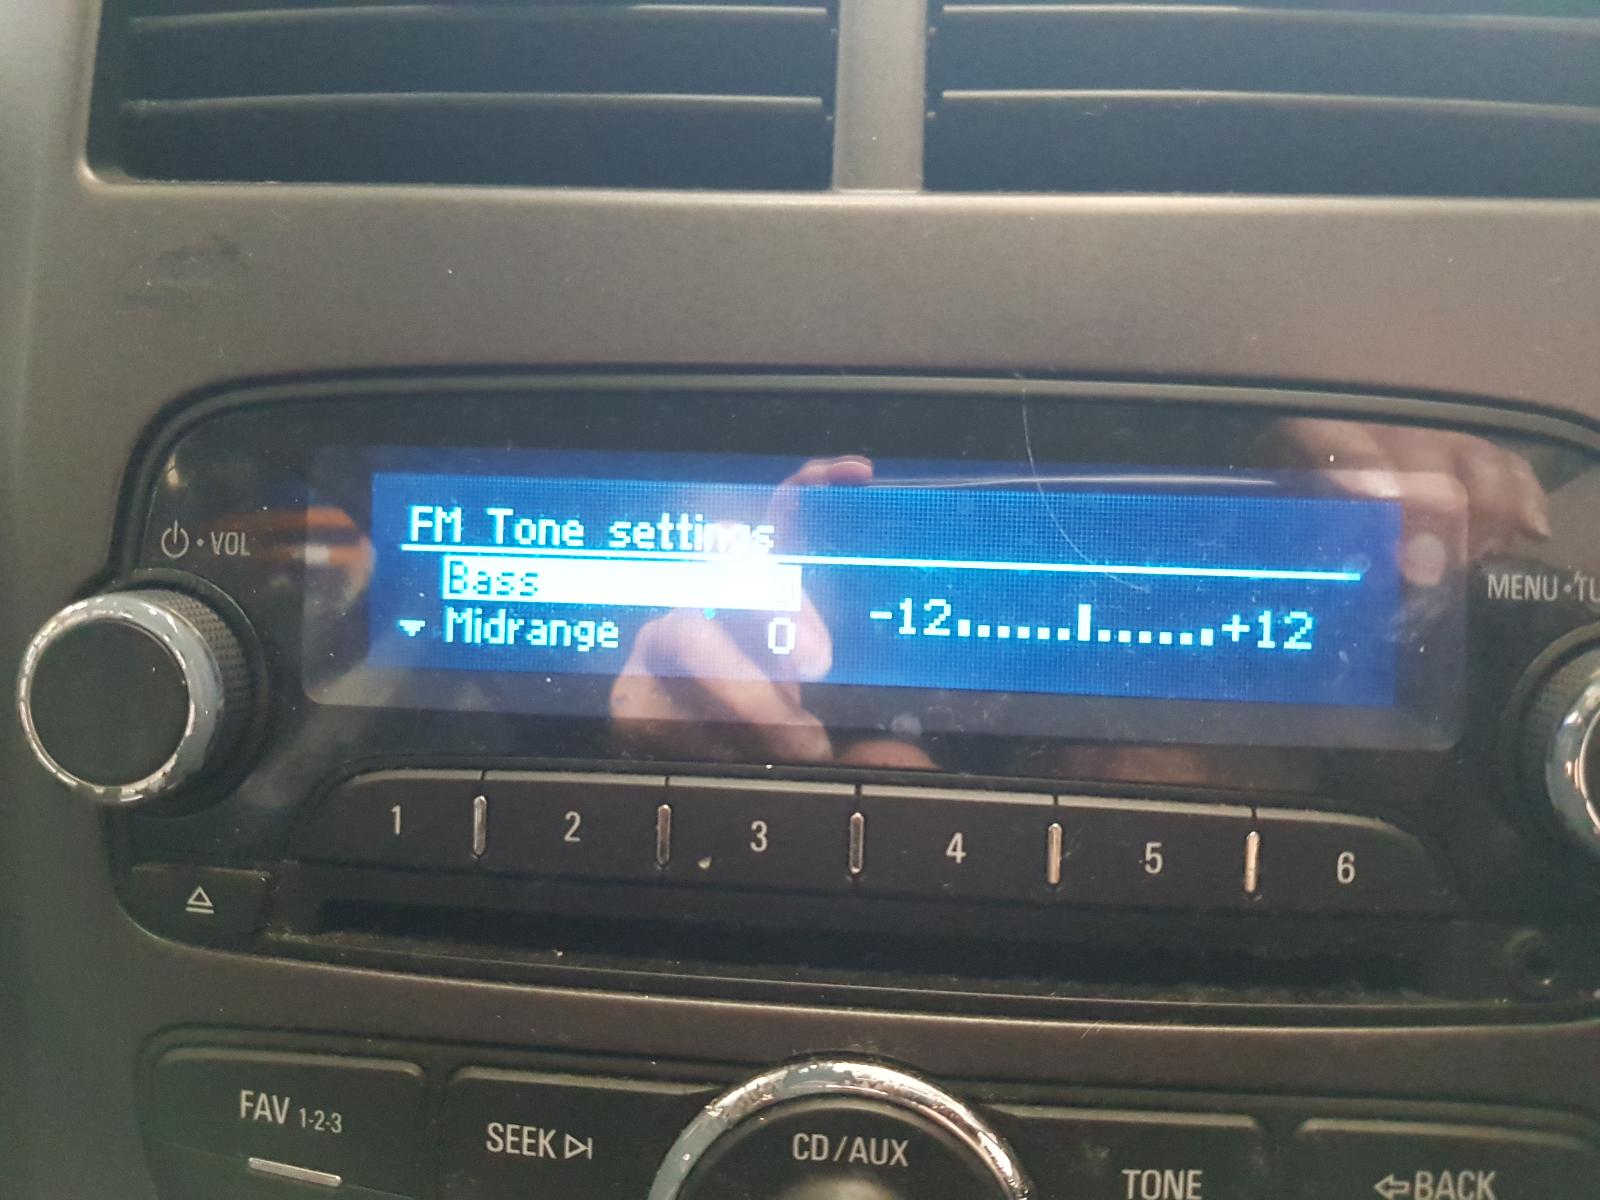 FM Tone settings
Bass
Midrange 0
-12 +12
VOL
MENU
1 2 3 4 5 6
FAV 1-2-3
SEEK
CD/AUX
TONE
BACK